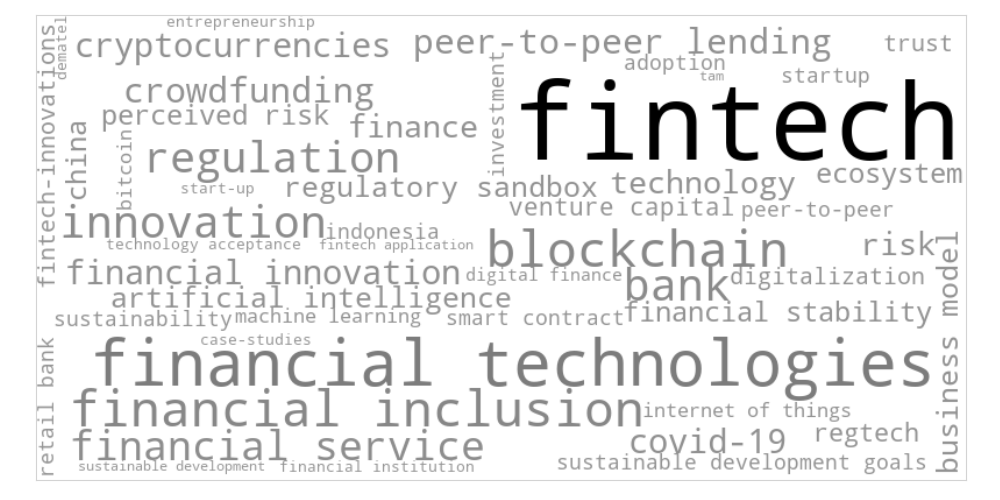 entrepreneurship
fintech-innovations
dematel
cryptocurrencies
peer-to-peer lending
trust
adoption
tam
startup
investment
crowdfunding
fintech
perceived risk
finance
china
bitcoin
regulation
ecosystem
start-up
regulatory sandbox
technology
venture capital
peer-to-peer
innovation
indonesia
technology acceptance
fintech application
blockchain
risk
business model
financial innovation
digital finance
bank
digitalization
artificial intelligence
sustainability
machine learning
smart contract
financial stability
case-studies
retail bank
financial technologies
financial inclusion
internet of things
financial service
covid-19
regtech
sustainable development
financial institution
sustainable development goals